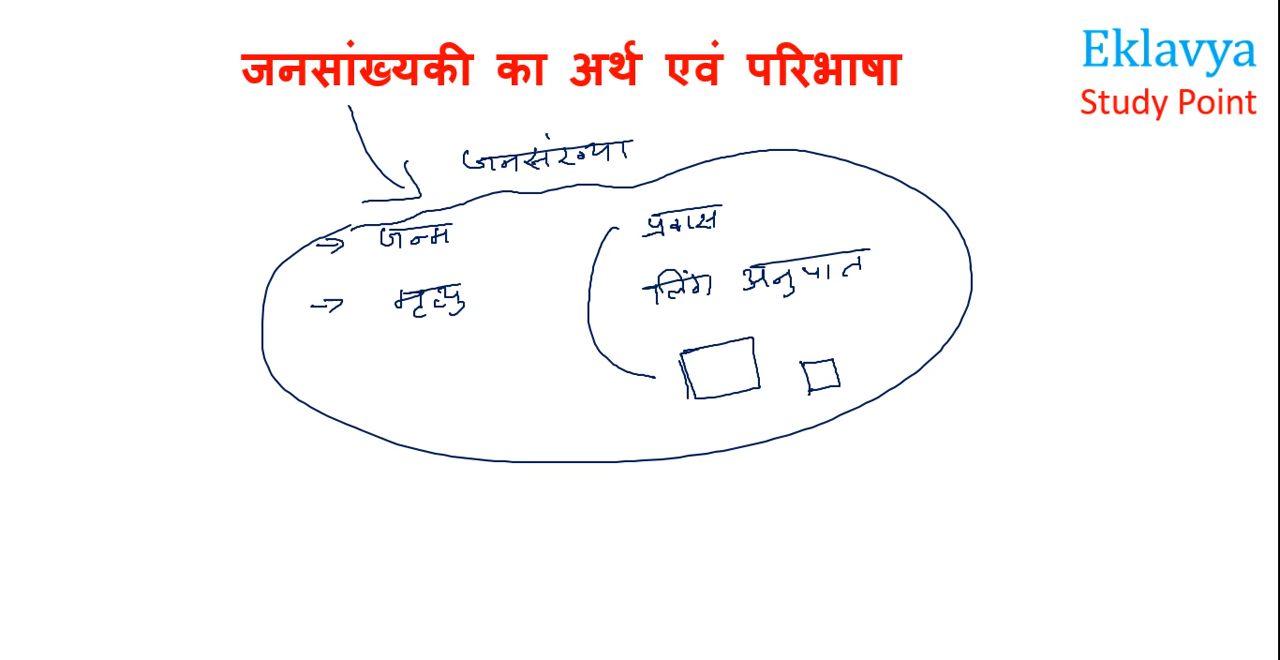 जनसांख्यकी का अर्थ एवं परिभाषा
Eklavya
Study Point
जनसंख्या
जन्म
मृत्यु
प्रवास
लिंग अनुपात